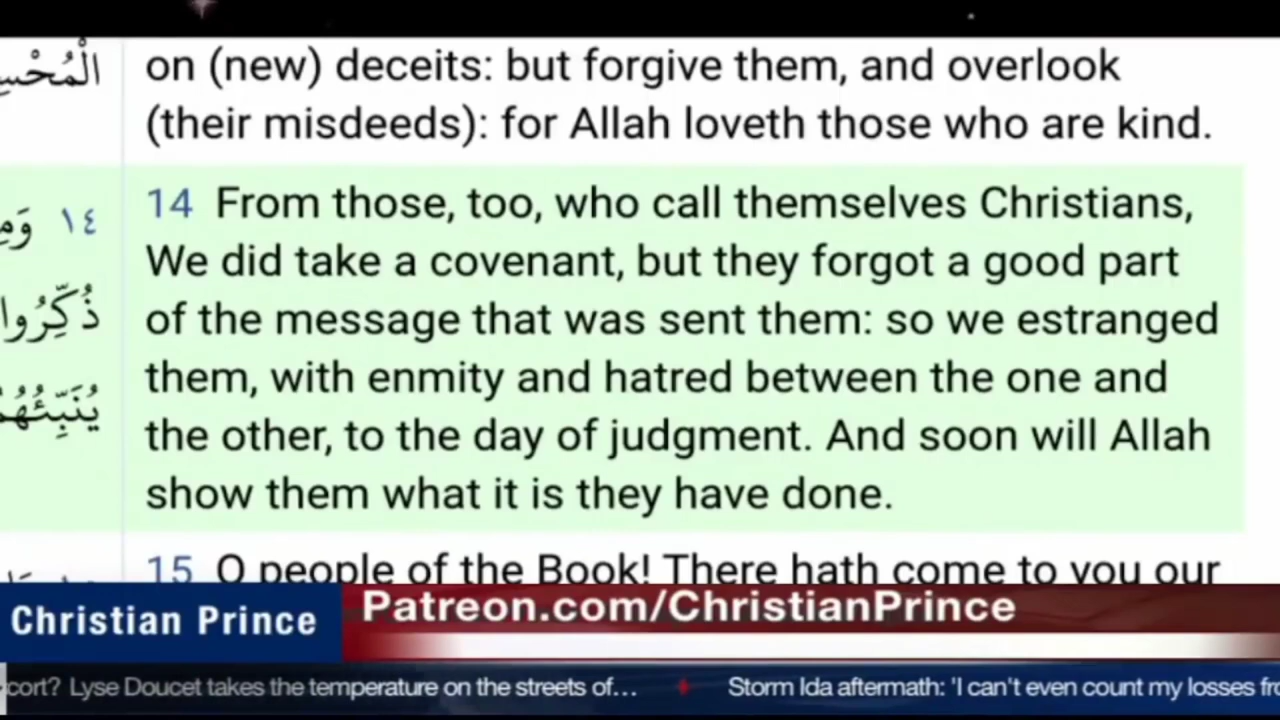 on (new) deceits: but forgive them, and overlook
(their misdeeds): for Allah loveth those who are kind.
١٤
ذُكِّرُوا
14 From those, too, who call themselves Christians,
We did take a covenant, but they forgot a good part
of the message that was sent them: so we estranged
them, with enmity and hatred between the one and
the other, to the day of judgment. And soon will Allah
show them what it is they have done.
15 O people of the Book! There hath come to you our
Christian Prince
Patreon.com/ChristianPrince
Lyse Doucet takes the temperature on the streets of...
Storm Ida aftermath: 'I can't even count my losses